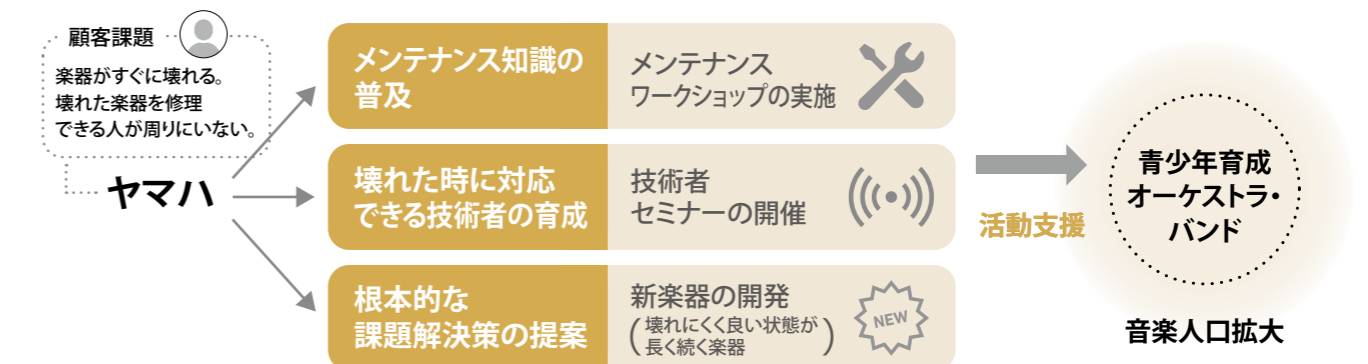 顧客課題
楽器がすぐに壊れる。
壊れた楽器を修理
できる人が周りにいない。
ヤマハ
メンテナンス知識の
普及
メンテナンス
ワークショップの実施
壊れた時に対応
できる技術者の育成
技術者
セミナーの開催
根本的な
課題解決策の提案
新楽器の開発
(壊れにくく良い状態が
長く続く楽器)
NEW
活動支援
青少年育成
オーケストラ・
バンド
音楽人口拡大